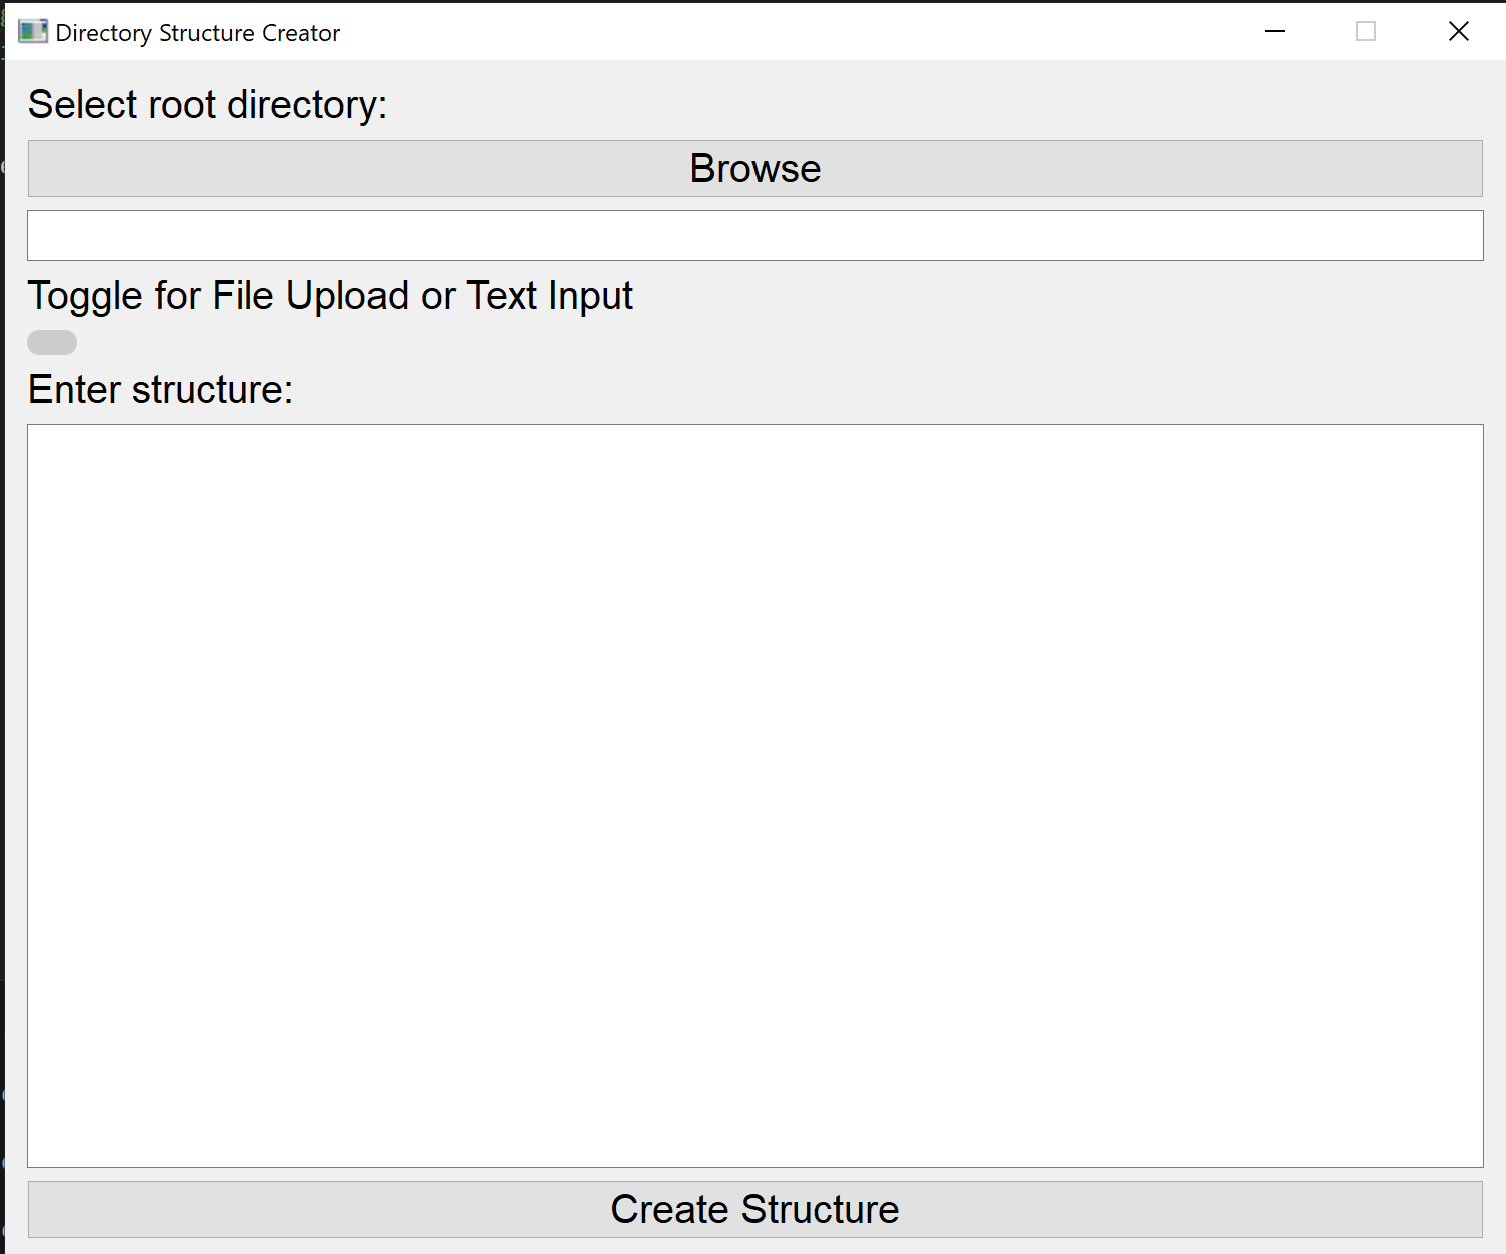 Directory Structure Creator
Select root directory:
Browse
Toggle for File Upload or Text Input
Enter structure:
Create Structure